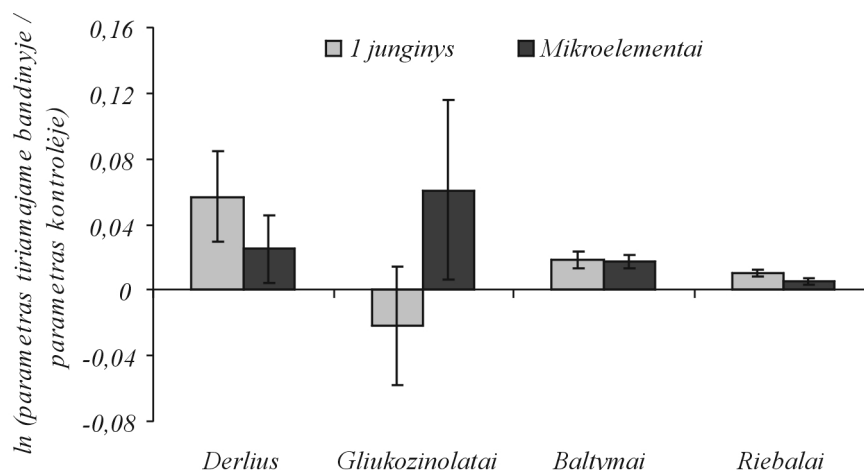 ln (parametras tiriamajame bandinyje /
parametras kontrolėje)
0,16
0,12
0,08
0,04
0
-0,04
-0,08
1 junginys
Mikroelementai
Derlius
Gliukozinolatai
Baltymai
Riebalai